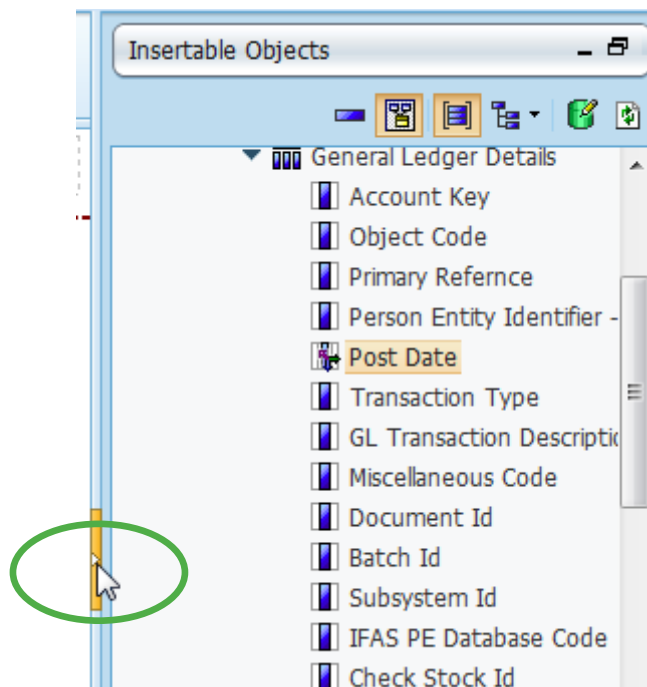 Insertable Objects
General Ledger Details
Account Key
Object Code
Primary Refernce
Person Entity Identifier -
Post Date
Transaction Type
GL Transaction Descriptic
Miscellaneous Code
Document Id
Batch Id
Subsystem Id
IFAS PE Database Code
Check Stock Id